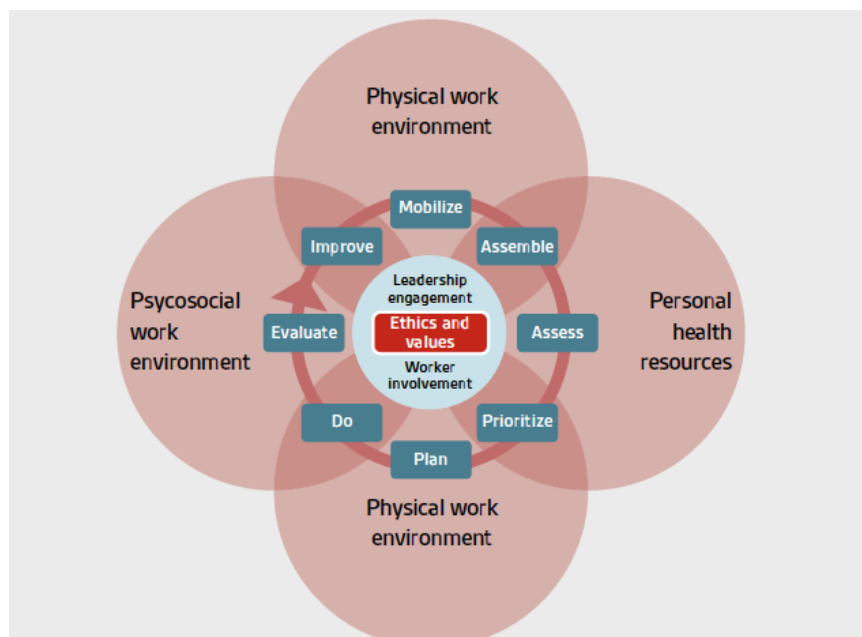 Physical work
environment
Mobilize
Improve
Assemble
Leadership
engagement
Psycosocial
work
environment
Evaluate
Ethics and
values
Assess
Personal
health
resources
Worker
involvement
Do
Prioritize
Plan
Physical work
environment